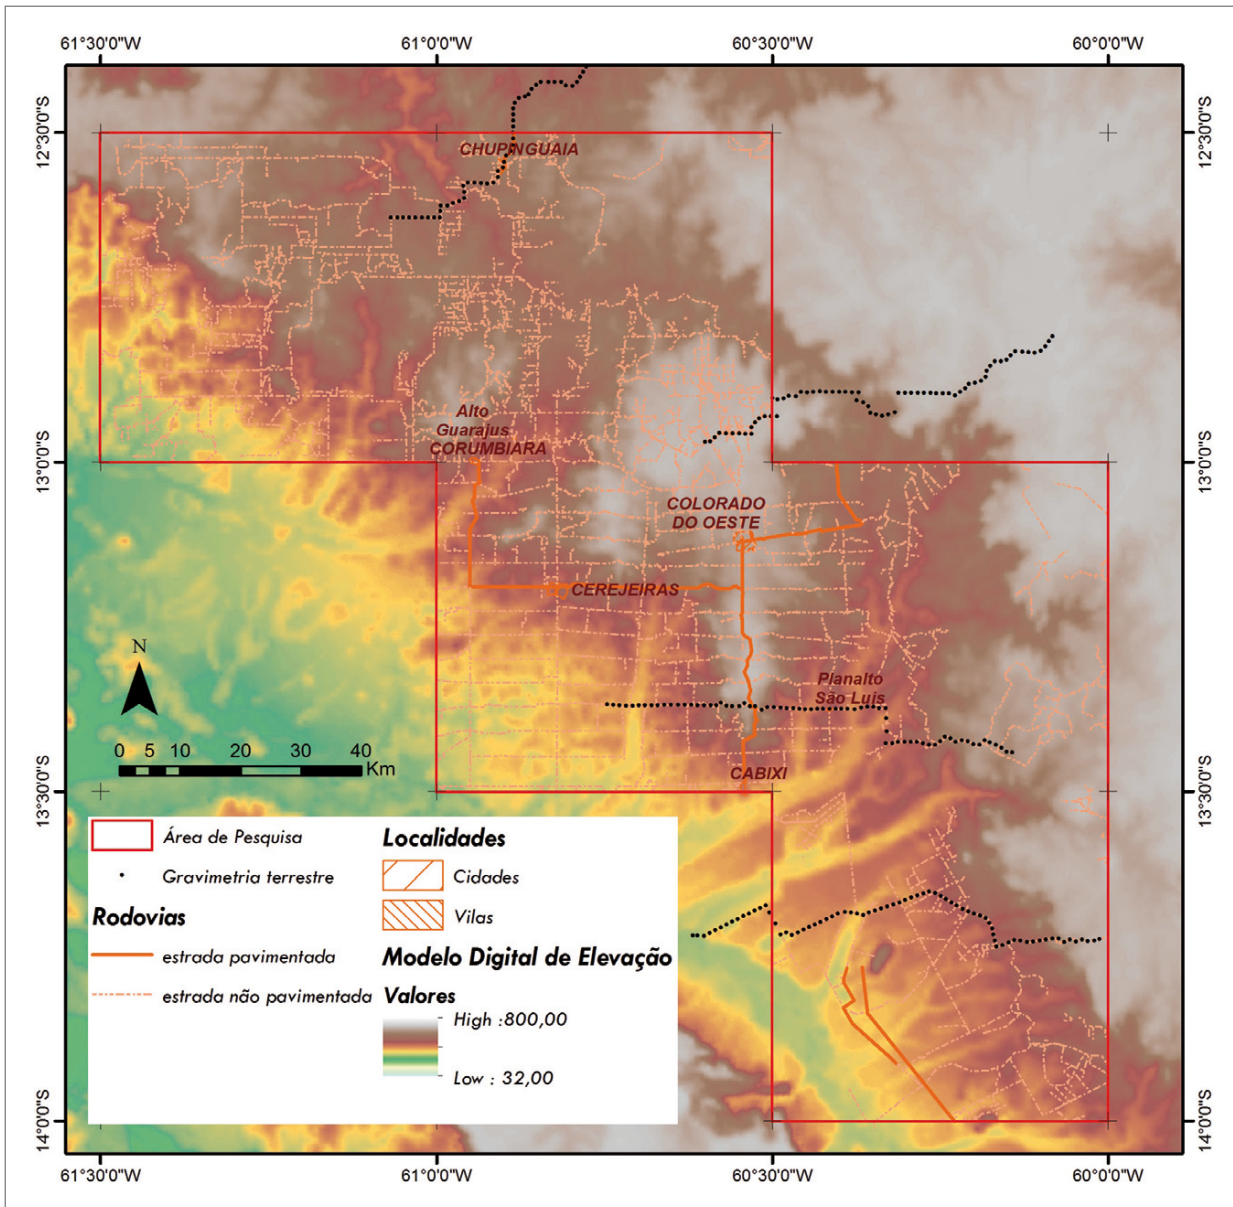 61°30'0"W 61°0'0"W 60°30'0"W 60°0'0"W
12°30'0"S 12°30'0"S
CHUPINGUAIA
Alto
Guarajus
CORUMBIARA
13°0'0"S 13°0'0"S
COLORADO
DO OESTE
CEREJEIRAS
N
Planalto
São Luis
0 5 10 20 30 40
Km
CABIXI
13°30'0"S 13°30'0"S
Área de Pesquisa
Gravimetria terrestre
Rodovias
estrada pavimentada
estrada não pavimentada
Localidades
Cidades
Vilas
Modelo Digital de Elevação
Valores
High :800,00
Low : 32,00
14°0'0"S 14°0'0"S
61°30'0"W 61°0'0"W 60°30'0"W 60°0'0"W